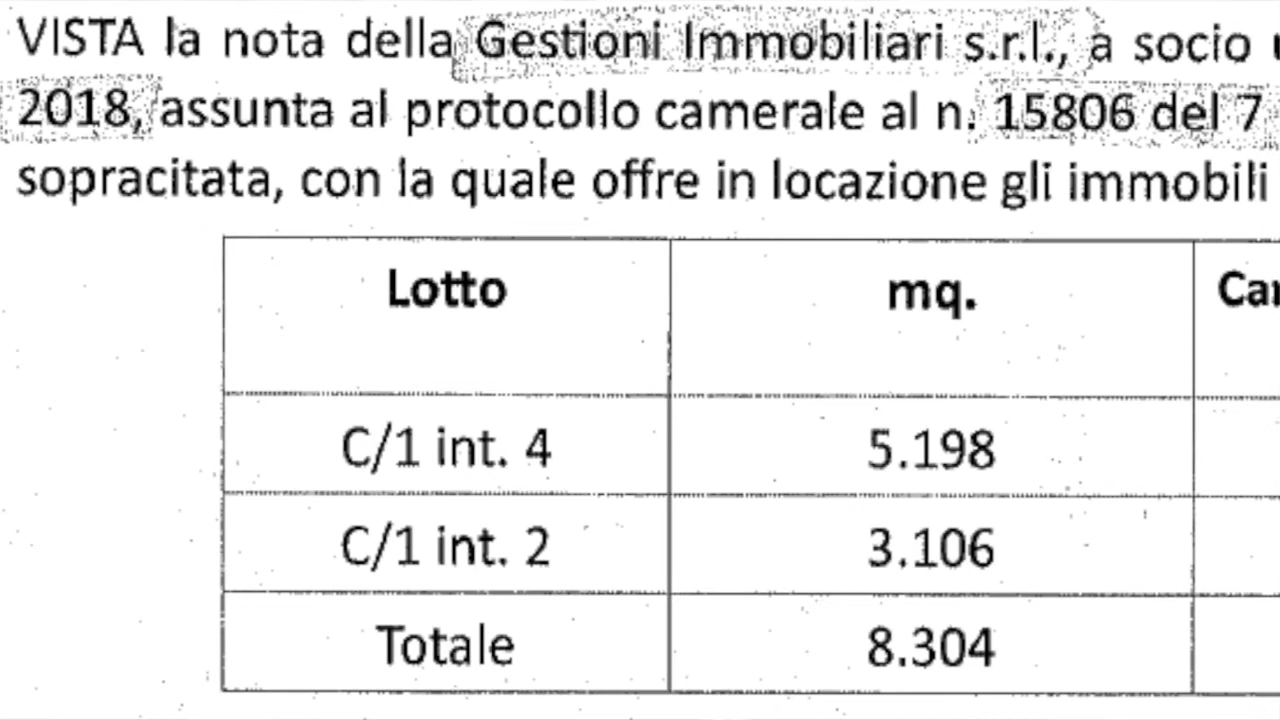 VISTA la nota della Gestioni Immobiliari s.r.l., a socio
2018, assunta al protocollo camerale al n. 15806 del 7
sopracitata, con la quale offre in locazione gli immobili
Lotto mq.
C/1 int. 4 5.198
C/1 int. 2 3.106
Totale 8.304